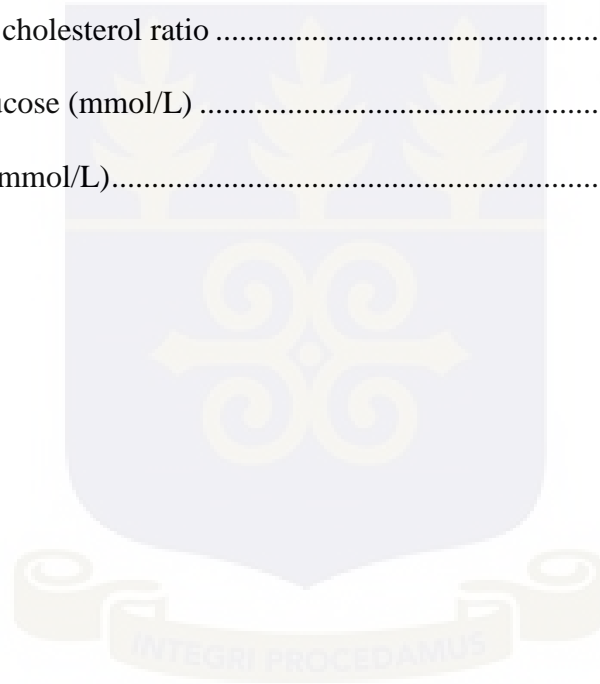 cholesterol ratio ................................................
ucose (mmol/L) ..................................................
mmol/L)..............................................................
INTEGRI PROCEDAMUS